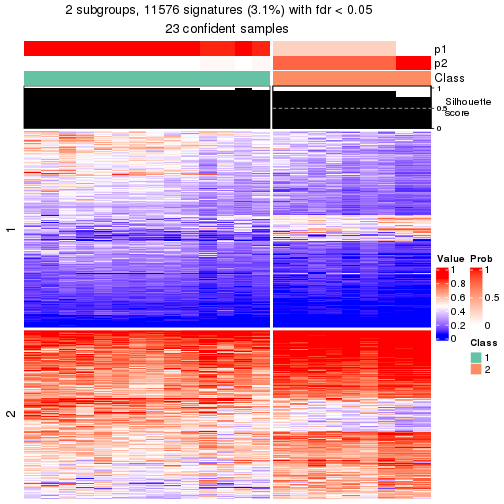 2 subgroups, 11576 signatures (3.1%) with fdr < 0.05
23 confident samples
p1
p2
Class
1
0.5
0
Silhouette
score
1
2
Value
1
0.8
0.6
0.4
0.2
0
Prob
1
0.5
0
Class
1
2